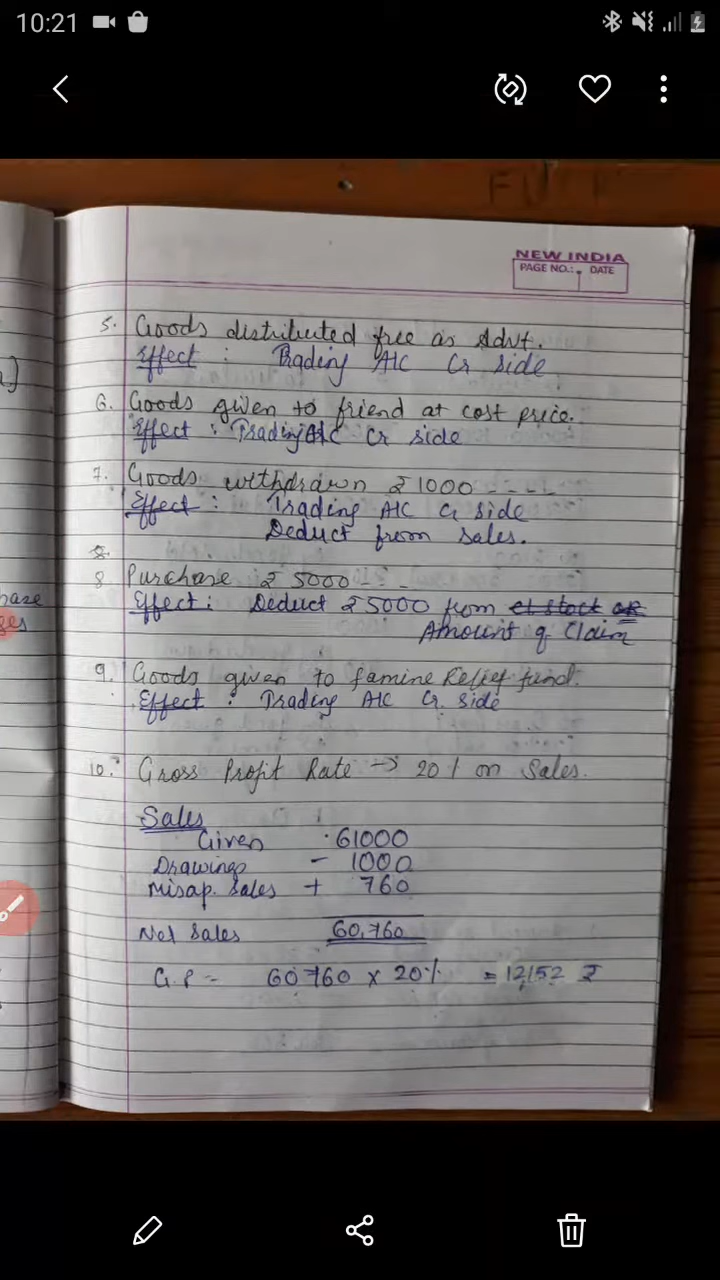 10:21
FUCK
NEW INDIA
PAGE NO.: DATE
5. Goods distributed free as Advt.
Effect : Trading A/C Cr side
6. Goods given to friend at cost price.
Effect : Trading A/C Cr side
7. Goods withdrawn ₹1000 ----
Effect : Trading A/C Cr side
Deduct from sales.
8.
8 Purchase ₹ 5000 - - -
Effect : Deduct ₹5000 from cl stock or
Amount of Claim
9. Goods given to famine Relief fund.
Effect : Trading A/C Cr. side
10. Gross Profit Rate → 20% on Sales.
Sales
Given 61000
Drawings - 1000
Misap. Sales + 760
Net Sales 60,760
G.P = 60760 x 20% = 12,152 ₹